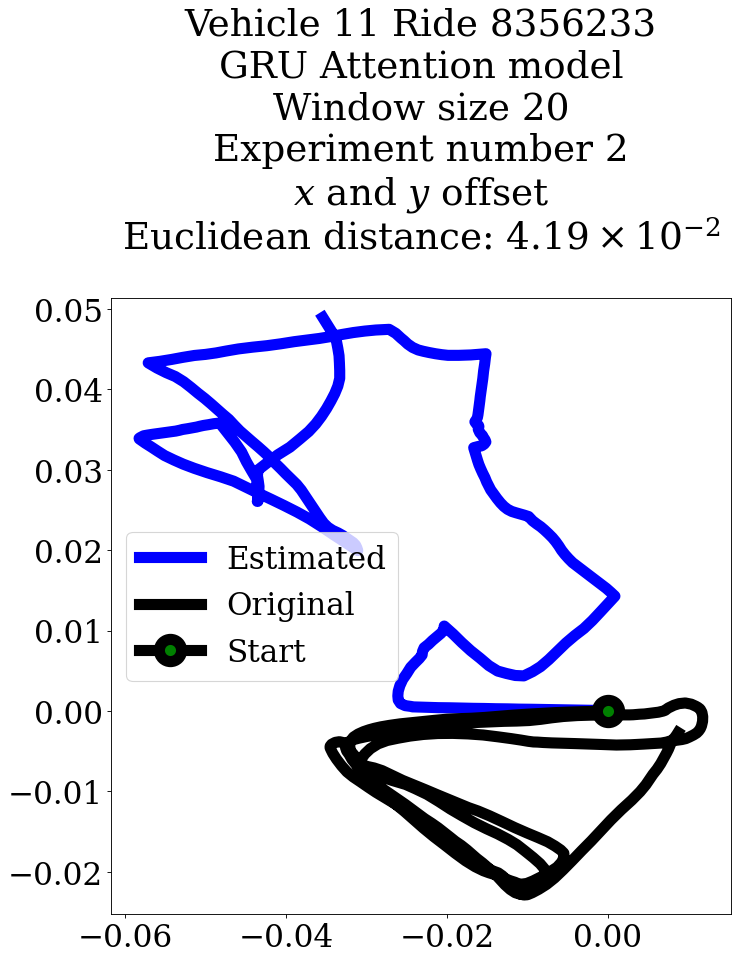 Vehicle 11 Ride 8356233
GRU Attention model
Window size 20
Experiment number 2
x and y offset
Euclidean distance: 4.19 × 10⁻²
0.05
0.04
0.03
0.02
0.01
0.00
−0.01
−0.02
Estimated
Original
Start
−0.06 −0.04 −0.02 0.00